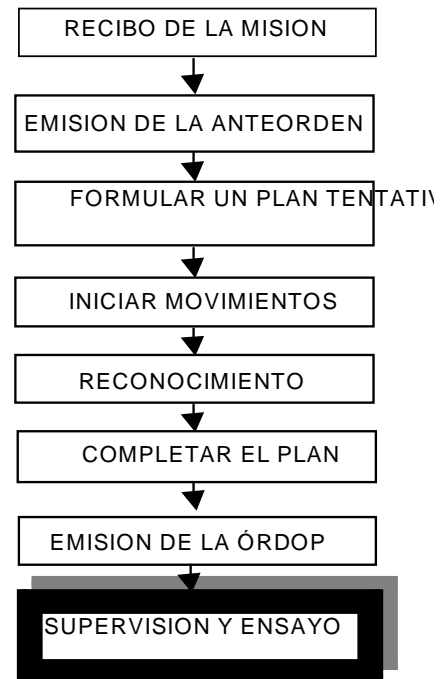 RECIBO DE LA MISION
EMISION DE LA ANTEORDEN
FORMULAR UN PLAN TENTATIV
INICIAR MOVIMIENTOS
RECONOCIMIENTO
COMPLETAR EL PLAN
EMISION DE LA ÓRDOP
SUPERVISION Y ENSAYO